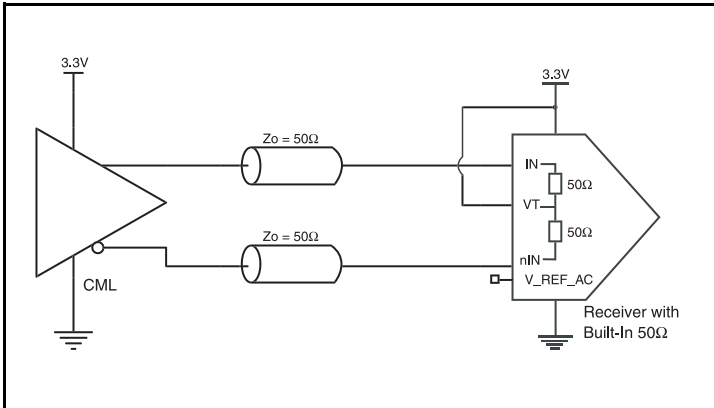 3.3V
3.3V
Zo = 50Ω
IN
50Ω
VT
50Ω
Zo = 50Ω
nIN
V_REF_AC
CML
Receiver with
Built-In 50Ω